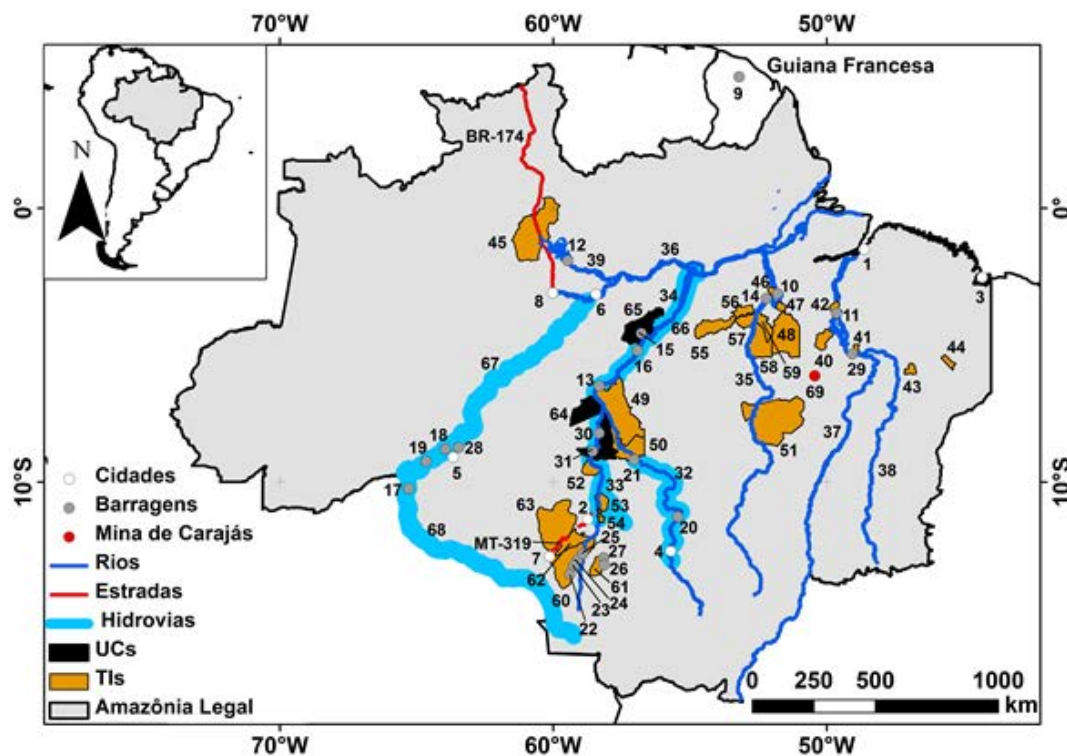 70°W 60°W 50°W
Guiana Francesa
9
BR-174
N
0° 0°
45 12 39 36 1
3
8 6 34 46 10 14 47 42 11
65 66 56 48 41
15 55 57 58 59 40 29 44
67 16 35 69 43
13 49
64 51
18 28 30 50 37
19 5 31 21 32 38
10°S 10°S
17 52 33
63 2 53 54 20
68 MT-319 25 4
7 27
62 26
60 61
24
23
22
Cidades
Barragens
Mina de Carajás
Rios
Estradas
Hidrovias
UCs
TIs
Amazônia Legal
0 250 500 1000
km
70°W 60°W 50°W